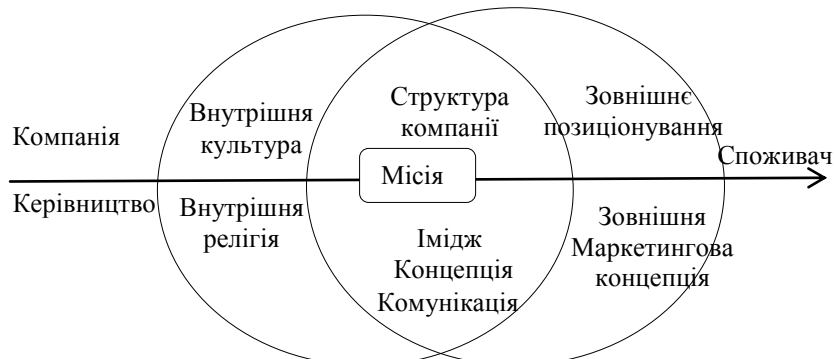 Компанія
Керівництво
Внутрішня
культура
Внутрішня
релігія
Структура
компанії
Місія
Імідж
Концепція
Комунікація
Зовнішнє
позиціонування
Споживач
Зовнішня
Маркетингова
концепція